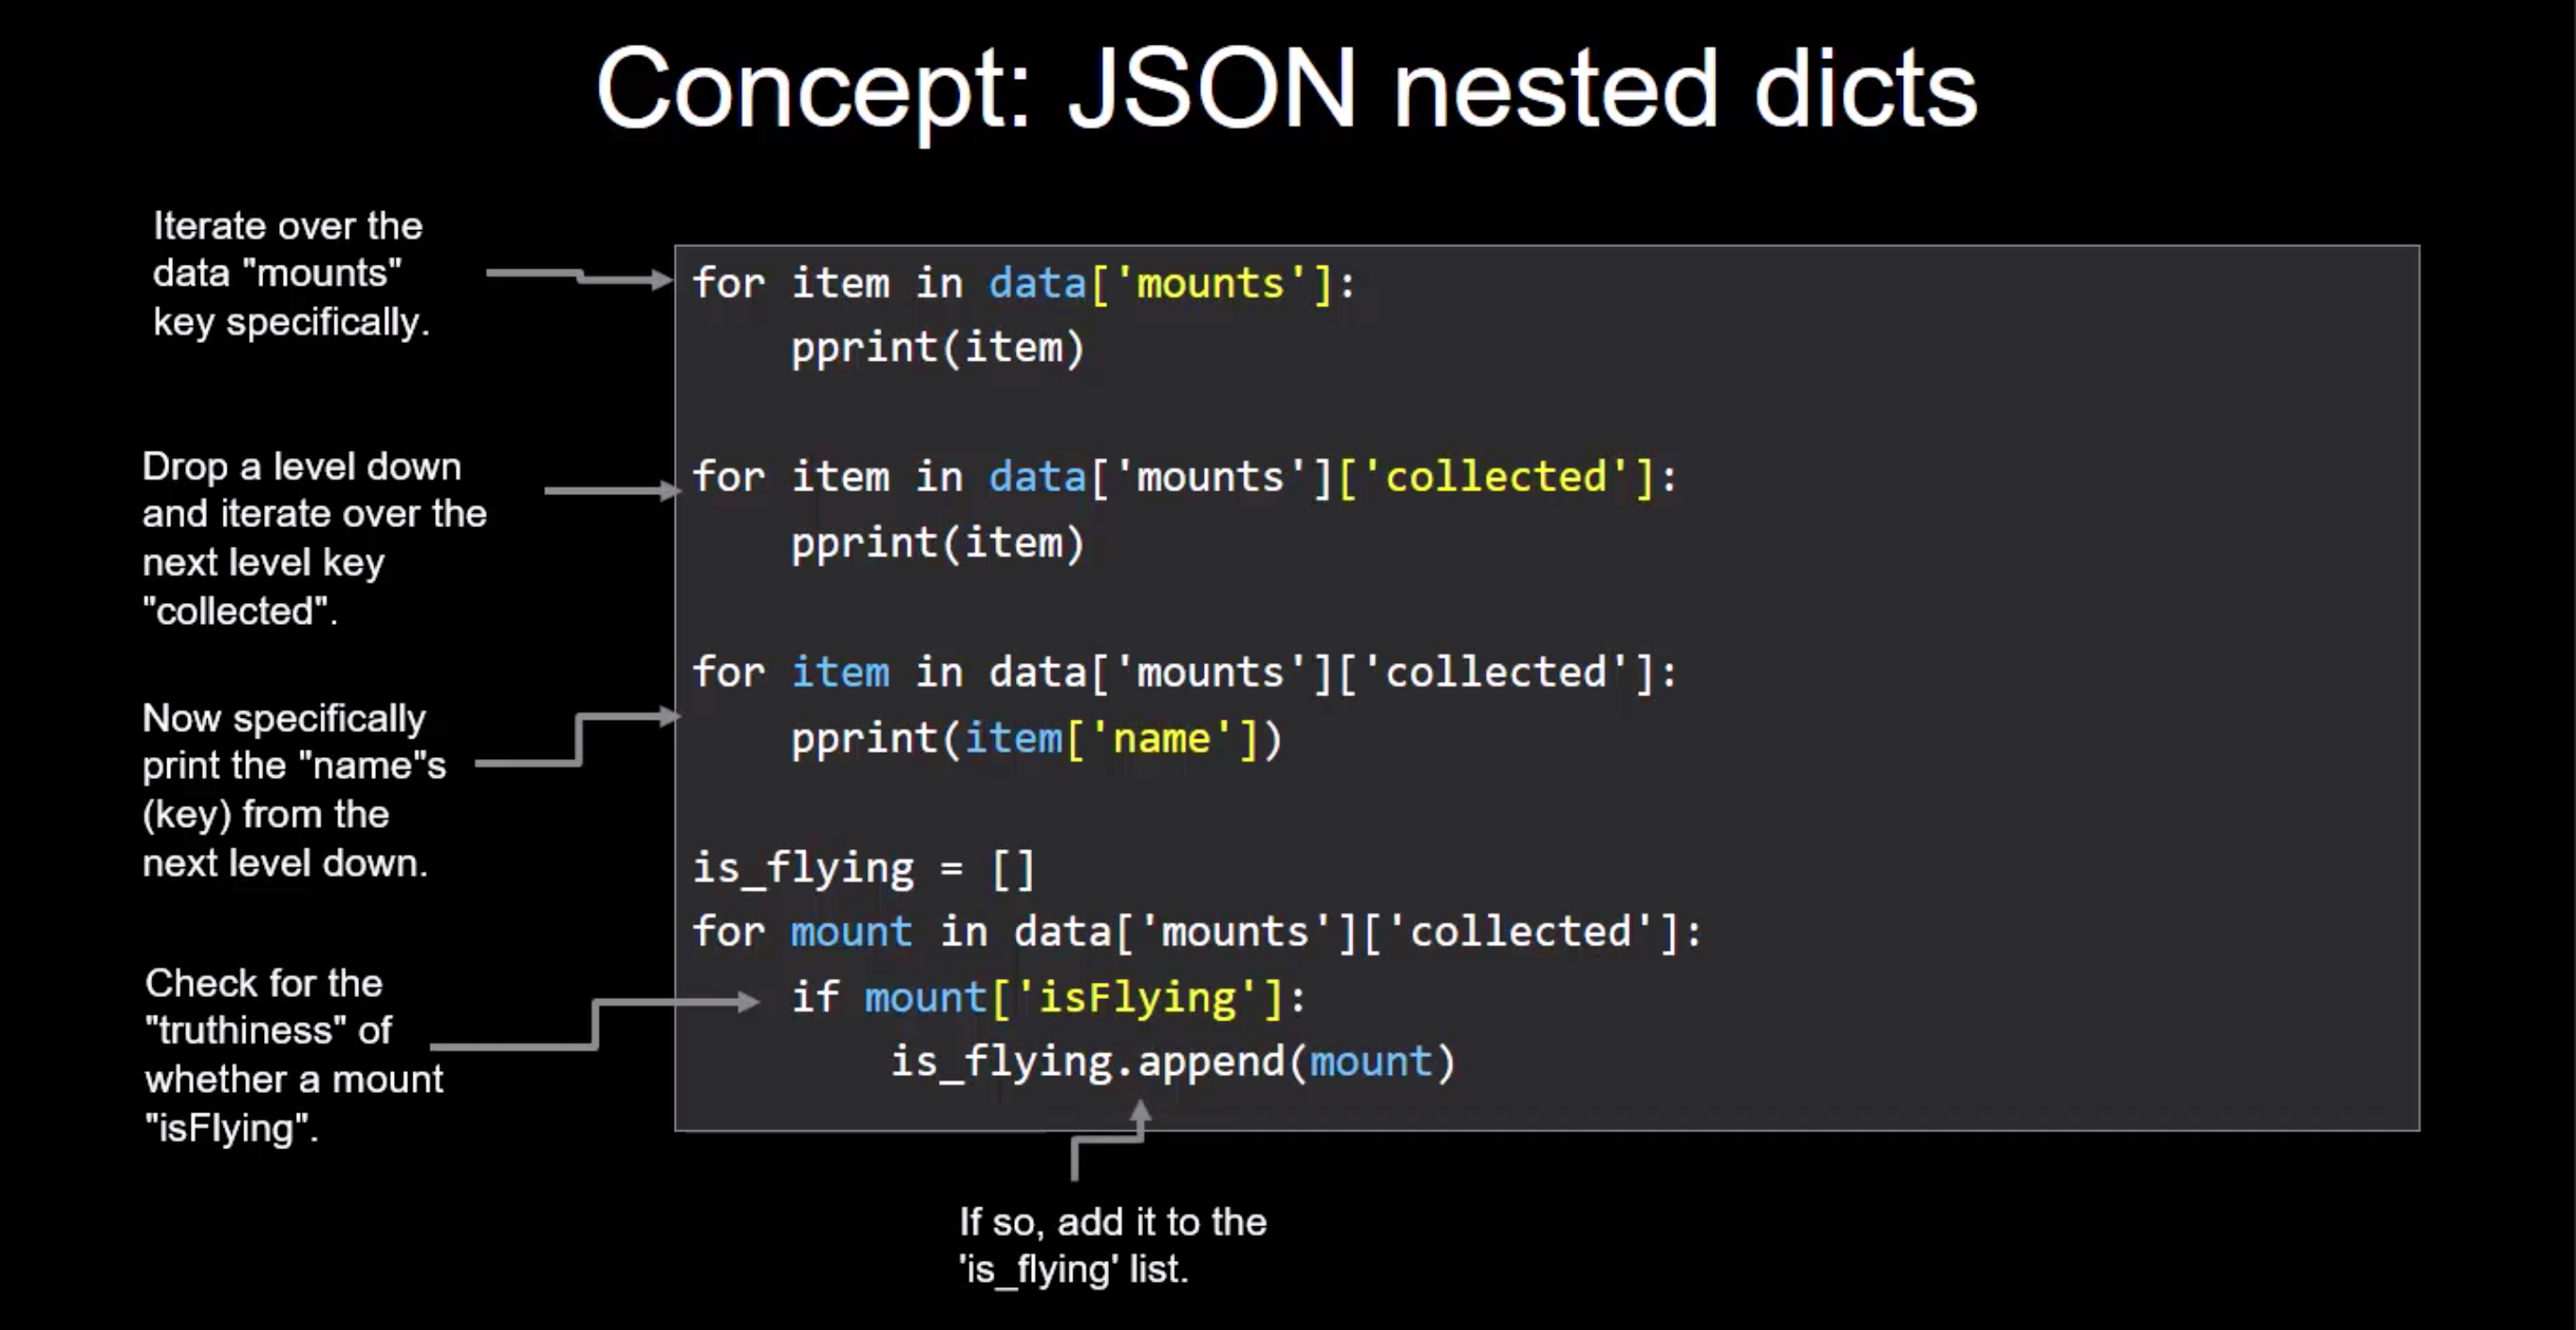 Concept: JSON nested dicts
Iterate over the
data "mounts"
key specifically.
for item in data['mounts']:
    pprint(item)
Drop a level down
and iterate over the
next level key
"collected".
for item in data['mounts']['collected']:
    pprint(item)
Now specifically
print the "name"s
(key) from the
next level down.
for item in data['mounts']['collected']:
    pprint(item['name'])
Check for the
"truthiness" of
whether a mount
"isFlying".
is_flying = []
for mount in data['mounts']['collected']:
    if mount['isFlying']:
        is_flying.append(mount)
If so, add it to the
'is_flying' list.